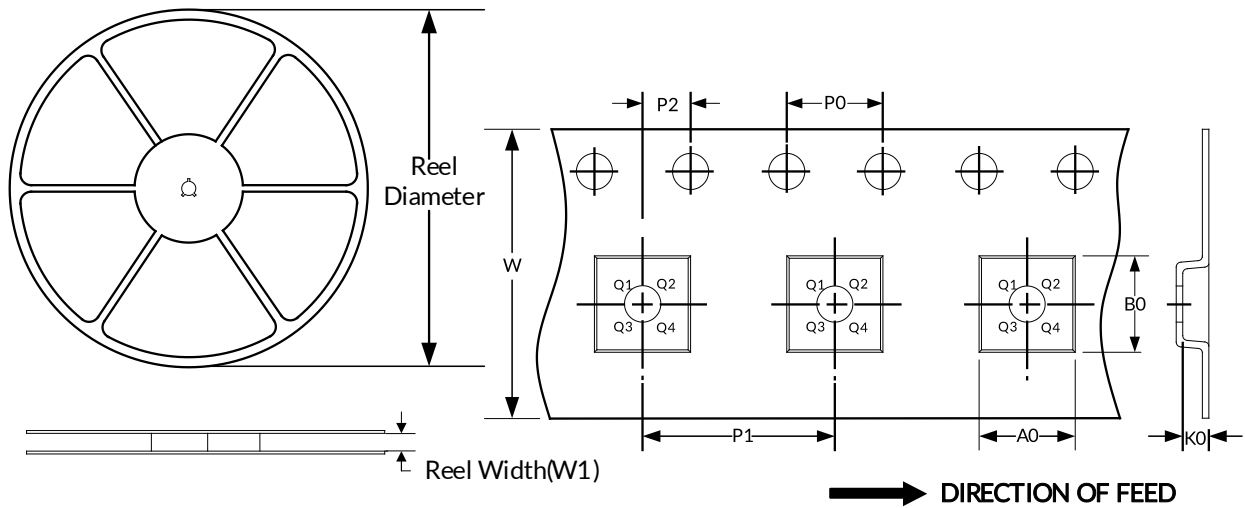 P2
P0
Reel
Diameter
W
Q1 Q2
Q3 Q4
Q1 Q2
Q3 Q4
Q1 Q2
Q3 Q4
B0
P1
A0
K0
Reel Width(W1)
DIRECTION OF FEED